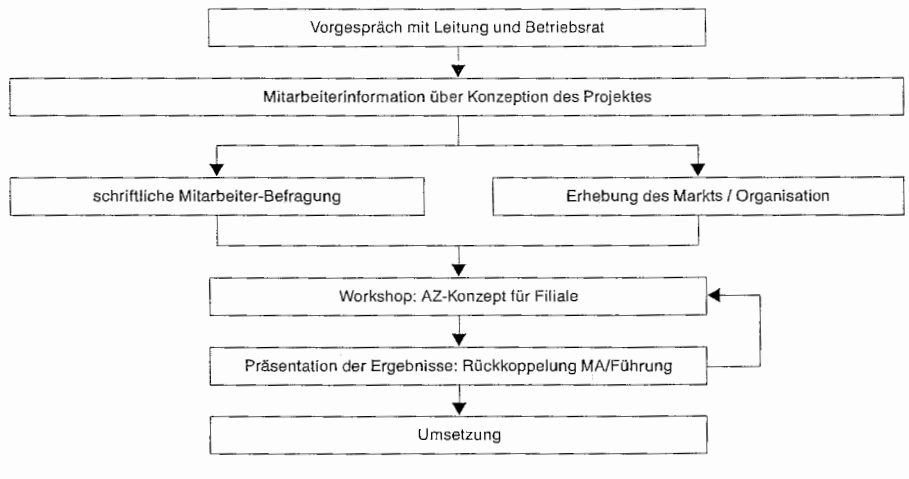 Vorgespräch mit Leitung und Betriebsrat
Mitarbeiterinformation über Konzeption des Projektes
schriftliche Mitarbeiter-Befragung
Erhebung des Markts / Organisation
Workshop: AZ-Konzept für Filiale
Präsentation der Ergebnisse: Rückkoppelung MA/Führung
Umsetzung